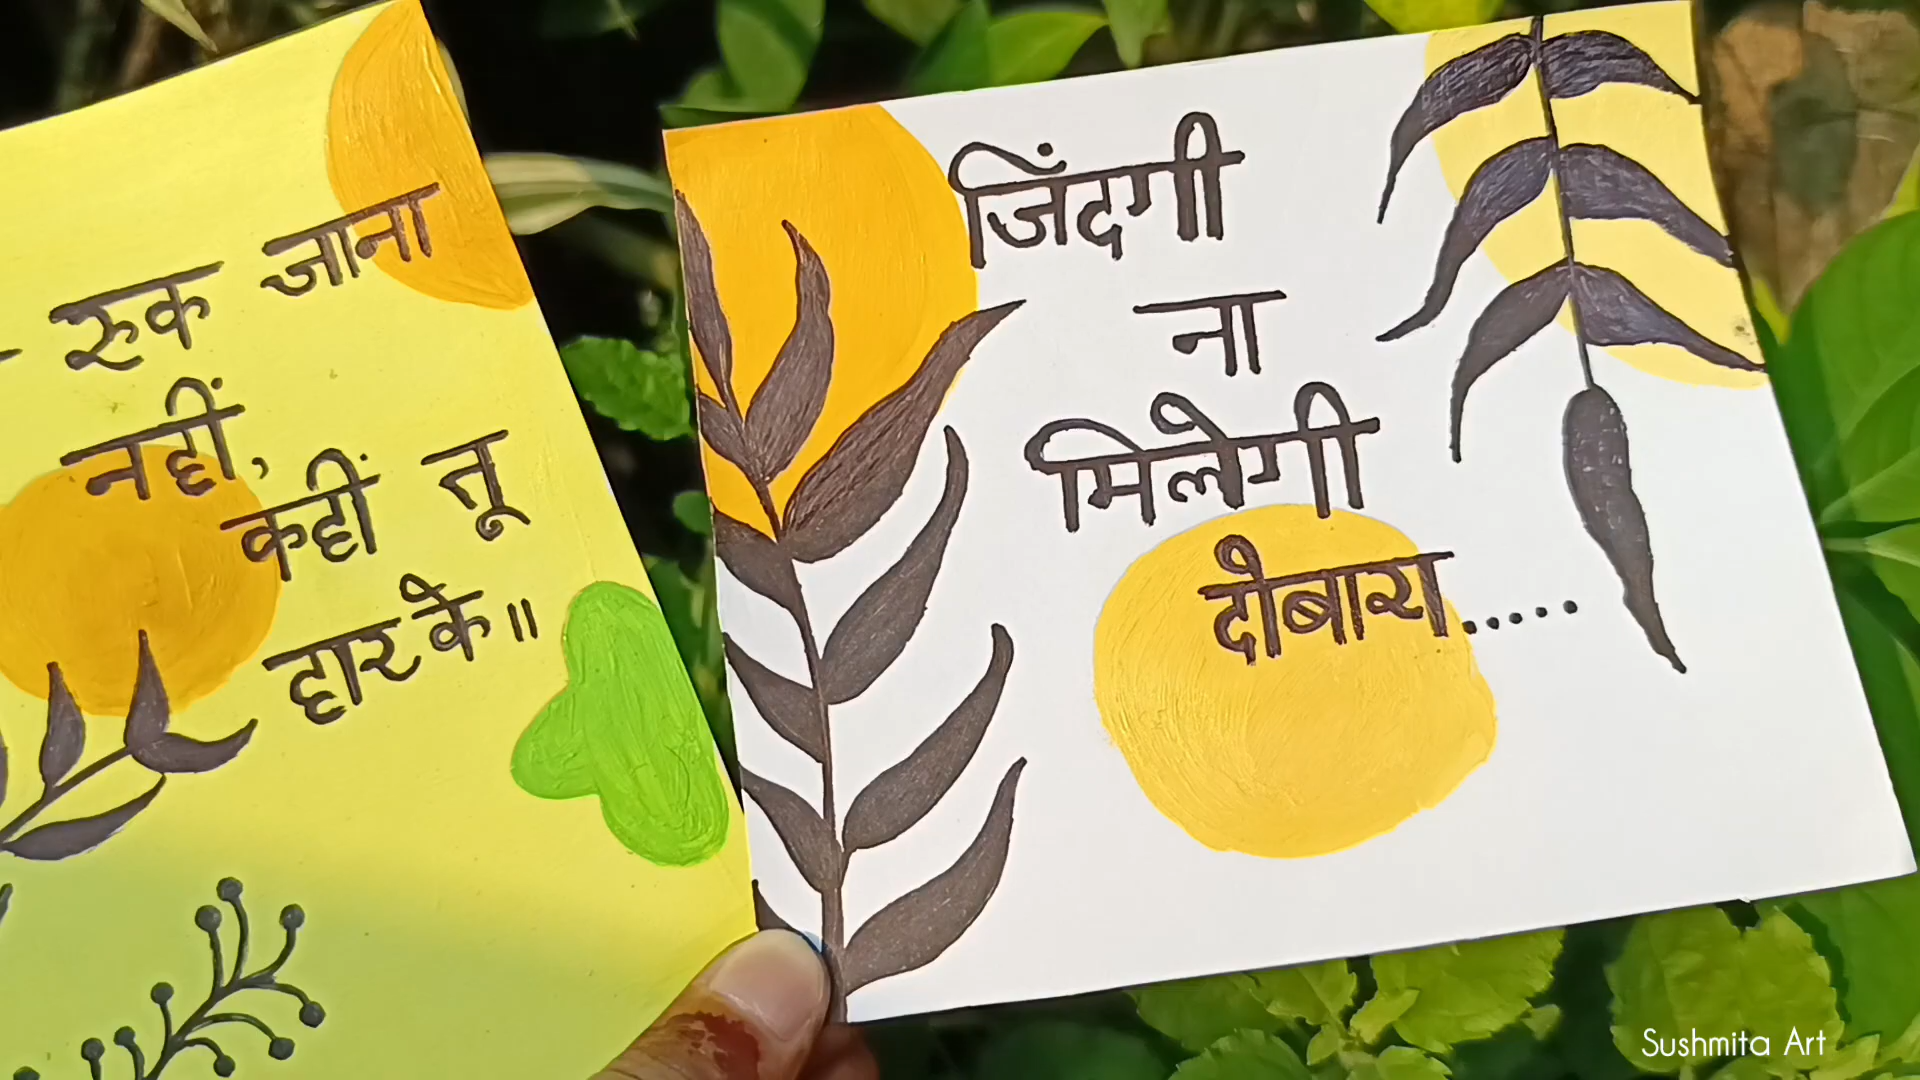 रुक जाना
नहीं,
कहीं तू
हार के॥
जिंदगी
ना
मिलेगी
दोबारा.....
Sushmita Art